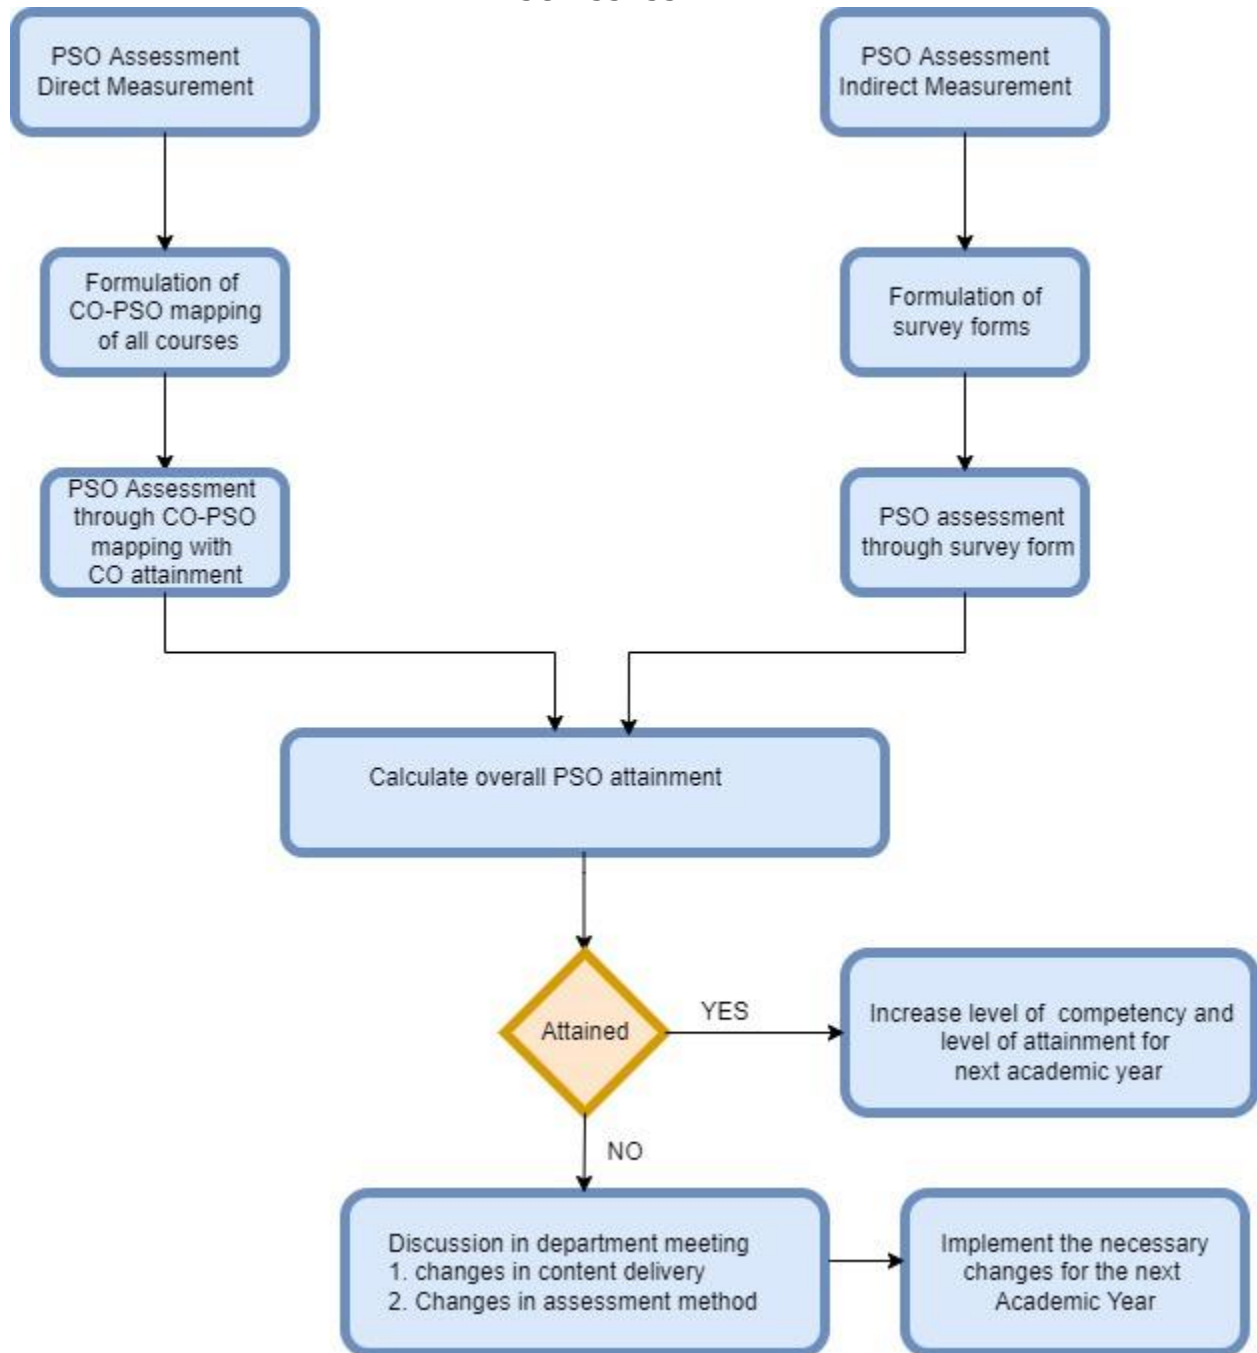 PSO Assessment
Direct Measurement
PSO Assessment
Indirect Measurement
Formulation of
CO-PSO mapping
of all courses
Formulation of
survey forms
PSO Assessment
through CO-PSO
mapping with
CO attainment
PSO assessment
through survey form
Calculate overall PSO attainment
Attained
YES
Increase level of competency and
level of attainment for
next academic year
NO
Discussion in department meeting
1. changes in content delivery
2. Changes in assessment method
Implement the necessary
changes for the next
Academic Year